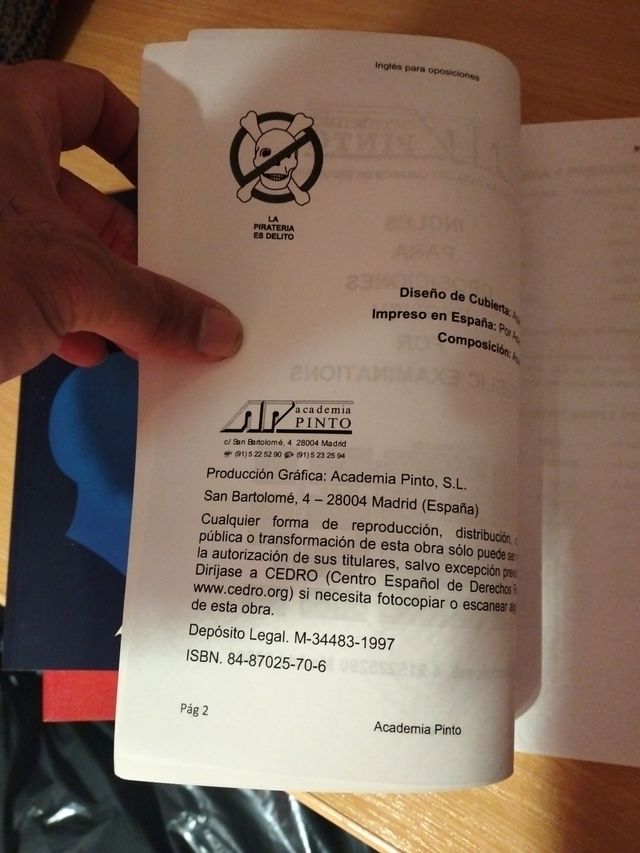 Inglés para oposiciones
LA
PIRATERIA
ES DELITO
Diseño de Cubierta:
Impreso en España: Por
Composición:
academia
PINTO
c/ San Bartolomé, 4 28004 Madrid
(91) 5 22 52 90 (91) 5 23 25 94
Producción Gráfica: Academia Pinto, S.L.
San Bartolomé, 4 – 28004 Madrid (España)
Cualquier forma de reproducción, distribución,
pública o transformación de esta obra sólo puede
la autorización de sus titulares, salvo excepción
Diríjase a CEDRO (Centro Español de Derechos
www.cedro.org) si necesita fotocopiar o escanear
de esta obra.
Depósito Legal. M-34483-1997
ISBN. 84-87025-70-6
Pág 2
Academia Pinto